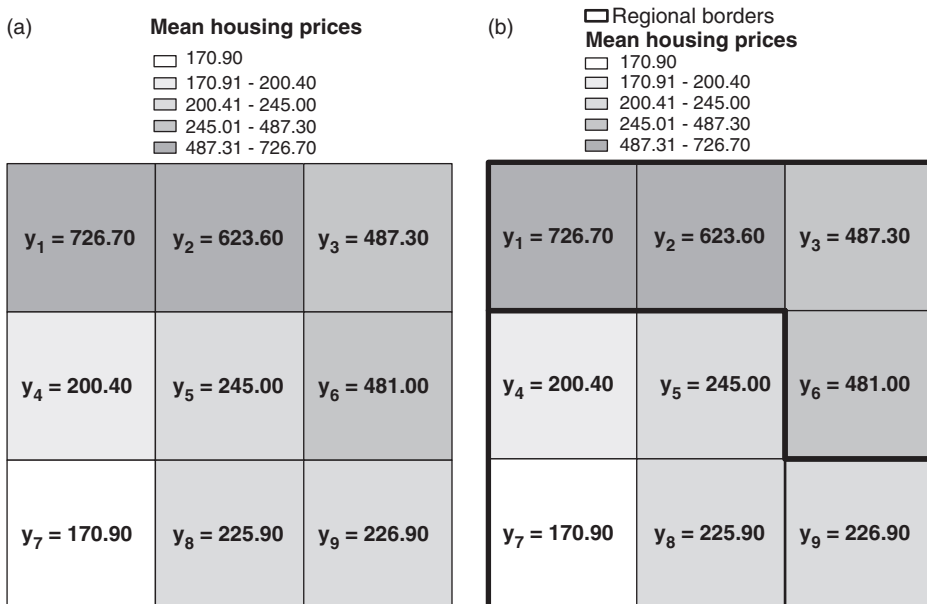 (a)
Mean housing prices
170.90
170.91 - 200.40
200.41 - 245.00
245.01 - 487.30
487.31 - 726.70
y1 = 726.70 y2 = 623.60 y3 = 487.30
y4 = 200.40 y5 = 245.00 y6 = 481.00
y7 = 170.90 y8 = 225.90 y9 = 226.90
(b)
Regional borders
Mean housing prices
170.90
170.91 - 200.40
200.41 - 245.00
245.01 - 487.30
487.31 - 726.70
y1 = 726.70 y2 = 623.60 y3 = 487.30
y4 = 200.40 y5 = 245.00 y6 = 481.00
y7 = 170.90 y8 = 225.90 y9 = 226.90